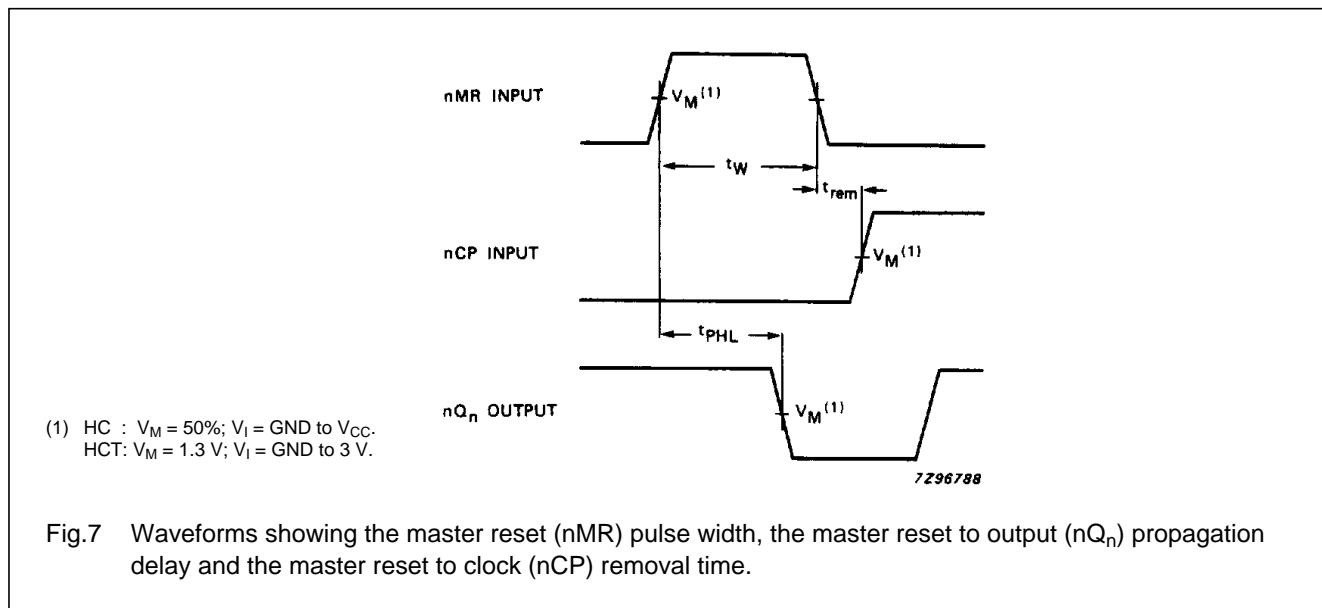 nMR INPUT
V_M (1)
t_W
t_rem
nCP INPUT
V_M (1)
t_PHL
nQ_n OUTPUT
V_M (1)
(1) HC : V_M = 50%; V_I = GND to V_CC.
HCT: V_M = 1.3 V; V_I = GND to 3 V.
7Z96788
Fig.7 Waveforms showing the master reset (nMR) pulse width, the master reset to output (nQ_n) propagation
delay and the master reset to clock (nCP) removal time.